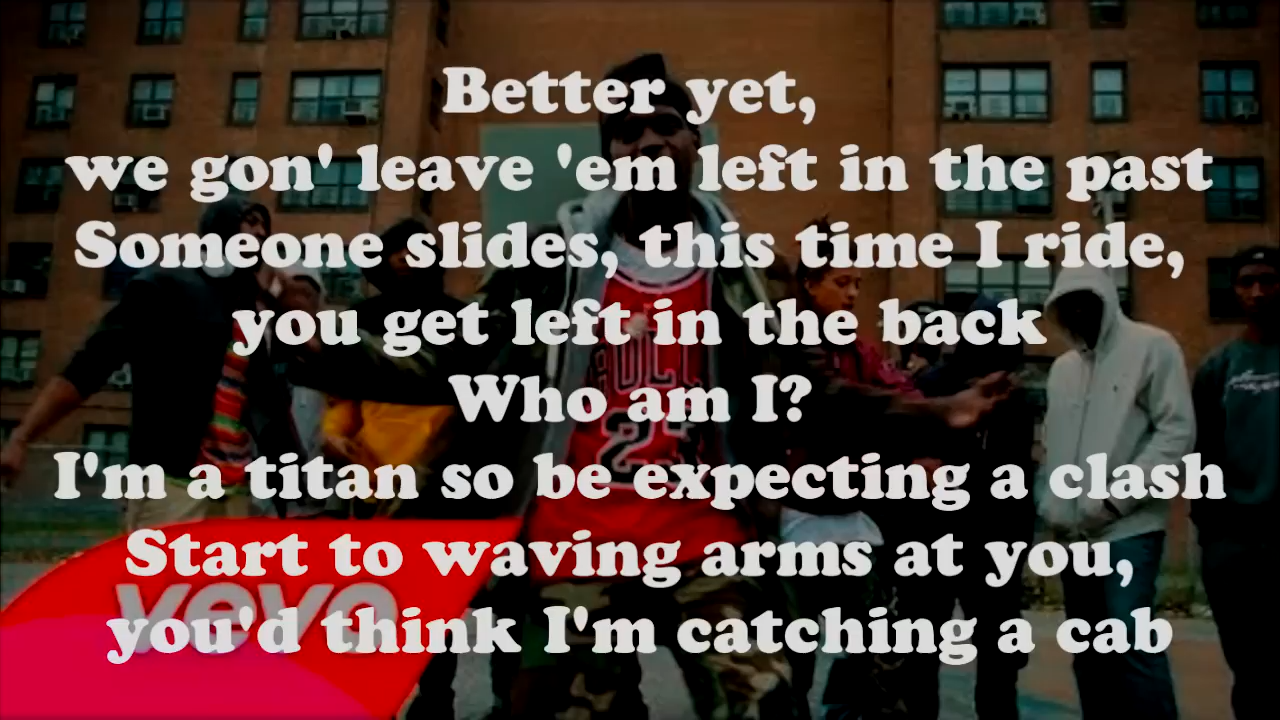 Better yet,
we gon' leave 'em left in the past
Someone slides, this time I ride,
you get left in the back
Who am I?
I'm a titan so be expecting a clash
Start to waving arms at you,
you'd think I'm catching a cab
vevo